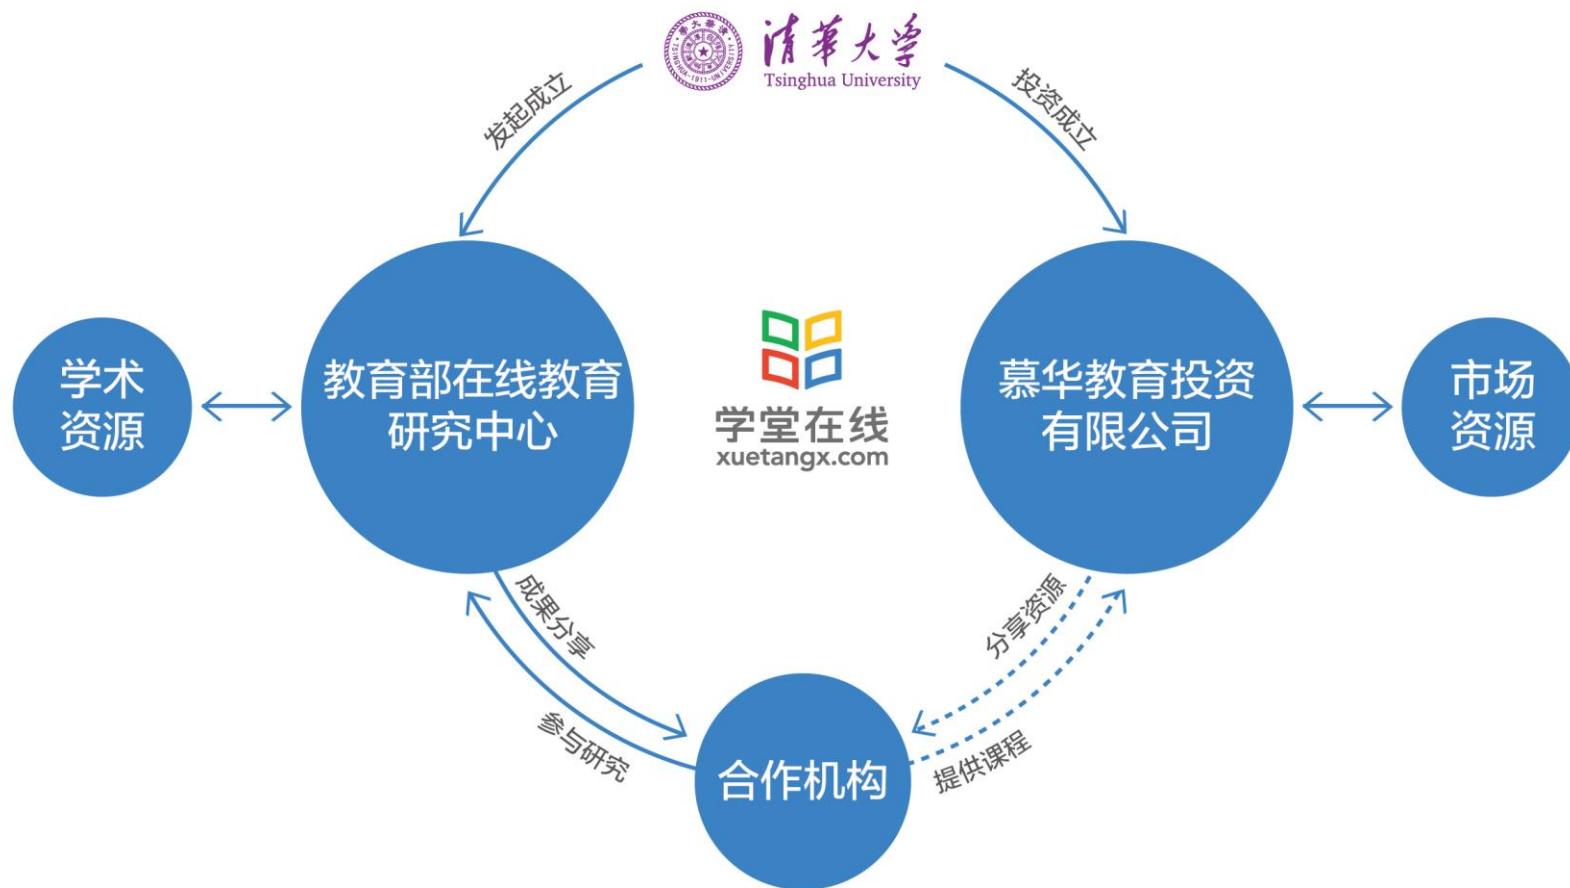 清華大学
Tsinghua University
TSINGHUA-1911-UNIVERSITY
发起成立
投资成立
学术
资源
教育部在线教育
研究中心
学堂在线
xuetangx.com
慕华教育投资
有限公司
市场
资源
成果分享
参与研究
分享资源
提供课程
合作机构